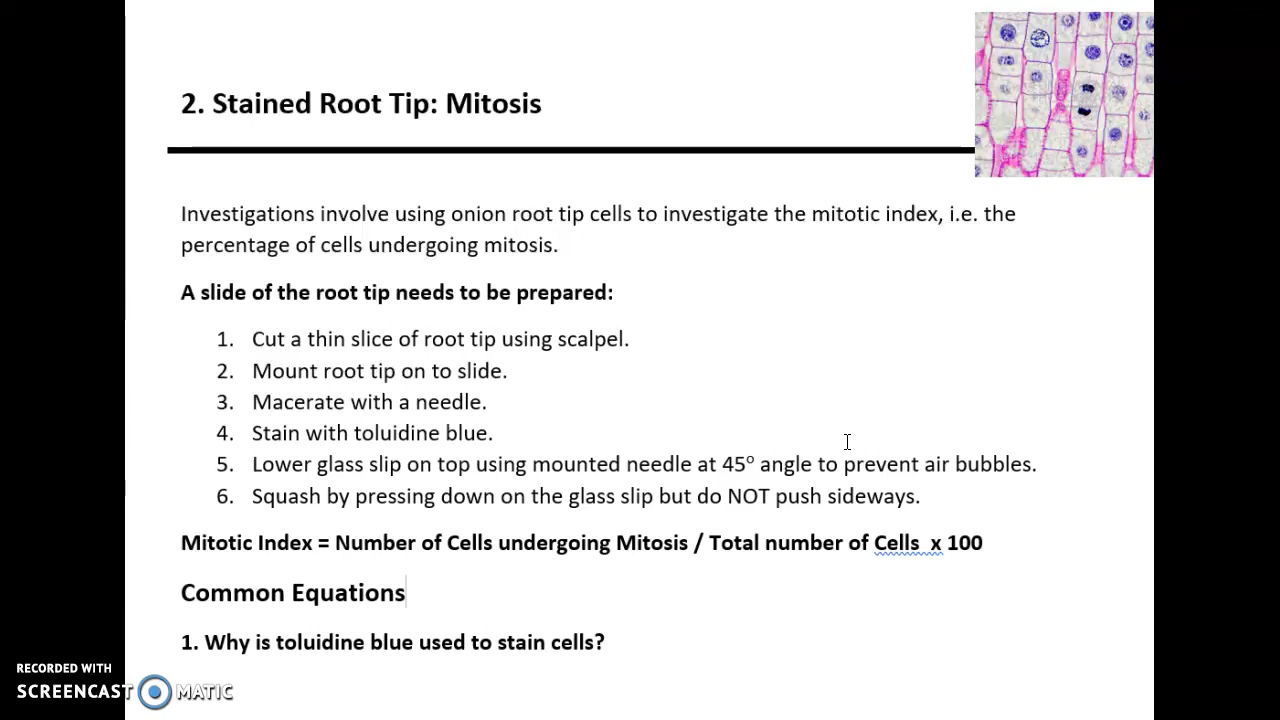 2. Stained Root Tip: Mitosis
Investigations involve using onion root tip cells to investigate the mitotic index, i.e. the
percentage of cells undergoing mitosis.
A slide of the root tip needs to be prepared:
1. Cut a thin slice of root tip using scalpel.
2. Mount root tip on to slide.
3. Macerate with a needle.
4. Stain with toluidine blue.
5. Lower glass slip on top using mounted needle at 45º angle to prevent air bubbles.
6. Squash by pressing down on the glass slip but do NOT push sideways.
Mitotic Index = Number of Cells undergoing Mitosis / Total number of Cells  x 100
Common Equations
1. Why is toluidine blue used to stain cells?
RECORDED WITH
SCREENCAST MATIC